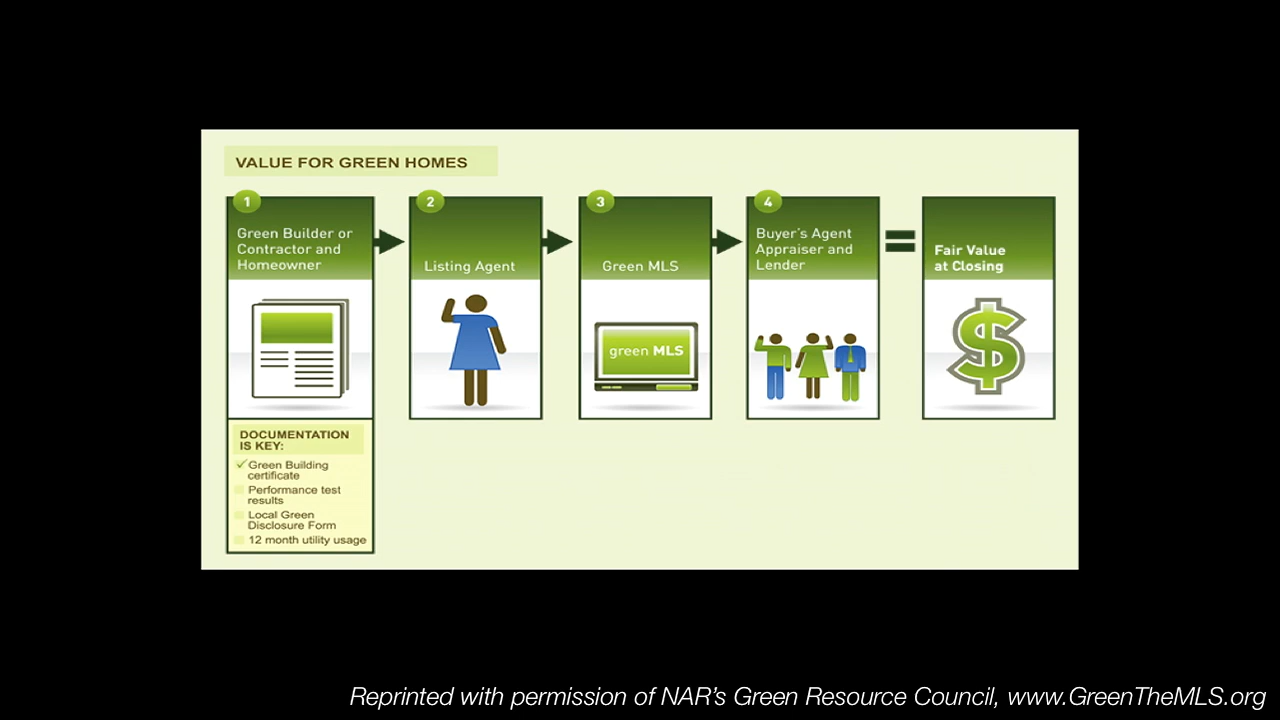 VALUE FOR GREEN HOMES
1
Green Builder or
Contractor and
Homeowner
2
Listing Agent
3
Green MLS
green MLS
4
Buyer's Agent
Appraiser and
Lender
Fair Value
at Closing
$
DOCUMENTATION
IS KEY:
Green Building
certificate
Performance test
results
Local Green
Disclosure Form
12 month utility usage
Reprinted with permission of NAR's Green Resource Council, www.GreenTheMLS.org